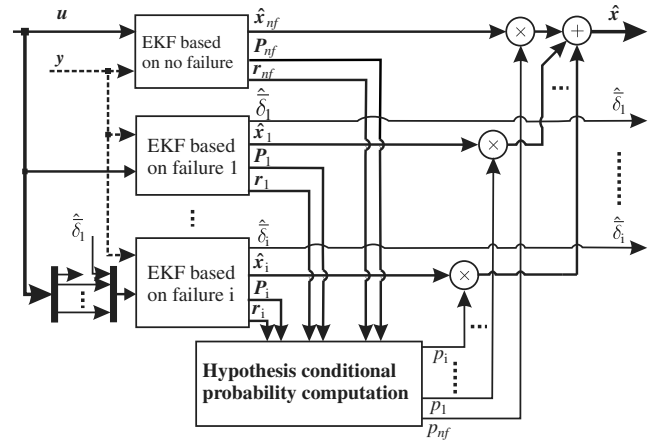 u
x̂_nf
x̂
EKF based
on no failure
P_nf
y
r_nf
× +
...
δ̄̂_1
δ̄̂_1
x̂_1
EKF based
on failure 1
×
P_1
r_1
...
δ̄̂_1
δ̄̂_i
δ̄̂_i
EKF based
on failure i
x̂_i
×
P_i
r_i
...
Hypothesis conditional
probability computation
p_i
p_1
p_nf